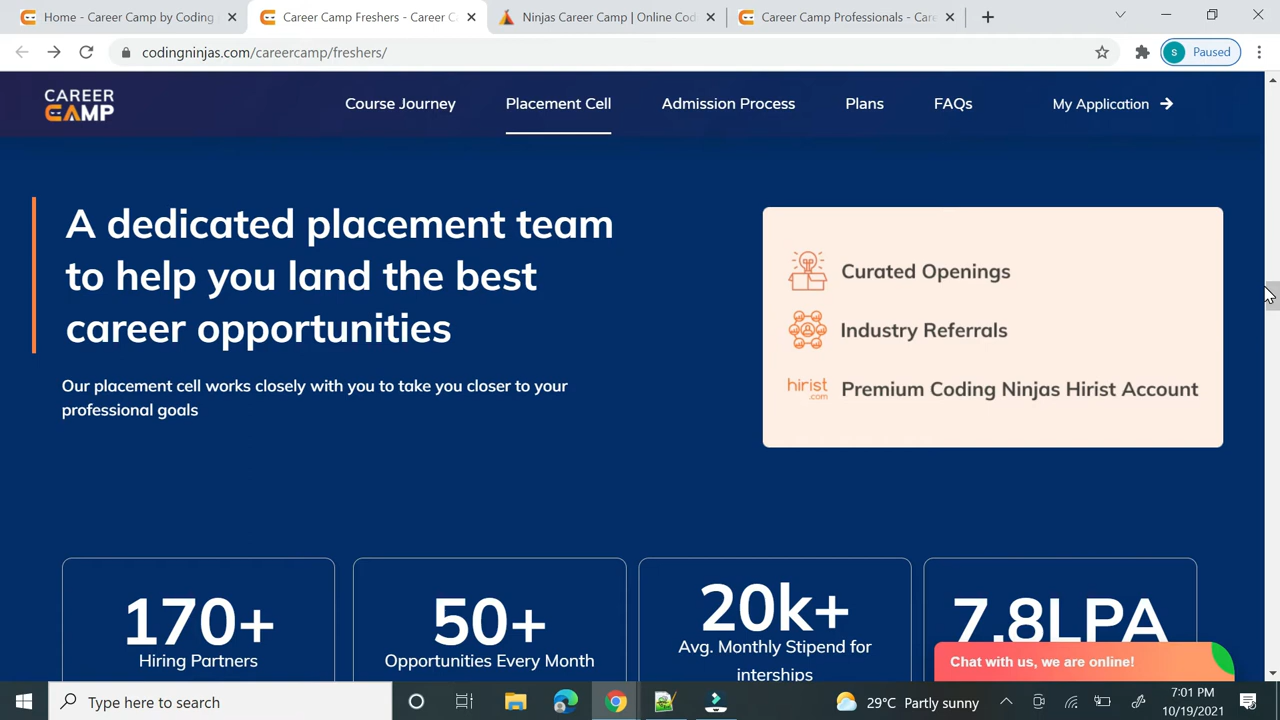 Home - Career Camp by Coding
Career Camp Freshers - Career C
Ninjas Career Camp | Online Cod
Career Camp Professionals - Care
codingninjas.com/careercamp/freshers/
s
Paused
CAREER
CAMP
Course Journey
Placement Cell
Admission Process
Plans
FAQs
My Application
A dedicated placement team
to help you land the best
career opportunities
Our placement cell works closely with you to take you closer to your
professional goals
Curated Openings
Industry Referrals
hirist
.com
Premium Coding Ninjas Hirist Account
170+
Hiring Partners
50+
Opportunities Every Month
20k+
Avg. Monthly Stipend for
interships
7.8LPA
Chat with us, we are online!
Type here to search
29°C Partly sunny
7:01 PM
10/19/2021